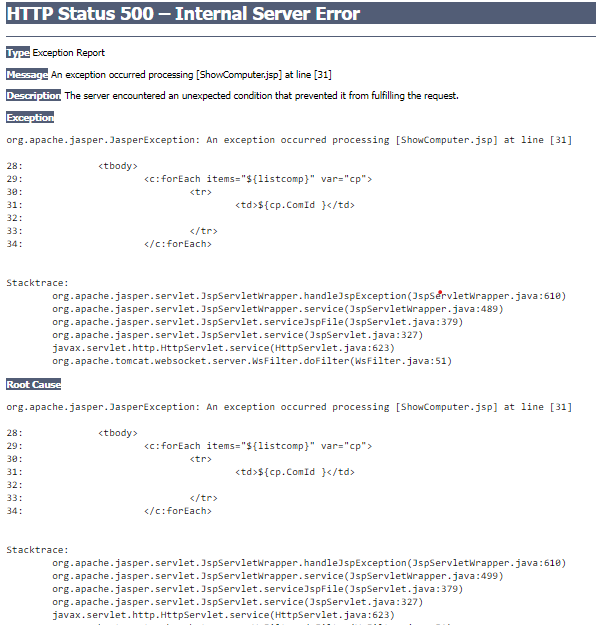 HTTP Status 500 – Internal Server Error
Type Exception Report
Message An exception occurred processing [ShowComputer.jsp] at line [31]
Description The server encountered an unexpected condition that prevented it from fulfilling the request.
Exception
org.apache.jasper.JasperException: An exception occurred processing [ShowComputer.jsp] at line [31]
28: <tbody>
29: <c:forEach items="${listcomp}" var="cp">
30: <tr>
31: <td>${cp.ComId }</td>
32:
33: </tr>
34: </c:forEach>
Stacktrace:
org.apache.jasper.servlet.JspServletWrapper.handleJspException(JspServletWrapper.java:610)
org.apache.jasper.servlet.JspServletWrapper.service(JspServletWrapper.java:489)
org.apache.jasper.servlet.JspServlet.serviceJspFile(JspServlet.java:379)
org.apache.jasper.servlet.JspServlet.service(JspServlet.java:327)
javax.servlet.http.HttpServlet.service(HttpServlet.java:623)
org.apache.tomcat.websocket.server.WsFilter.doFilter(WsFilter.java:51)
Root Cause
org.apache.jasper.JasperException: An exception occurred processing [ShowComputer.jsp] at line [31]
28: <tbody>
29: <c:forEach items="${listcomp}" var="cp">
30: <tr>
31: <td>${cp.ComId }</td>
32:
33: </tr>
34: </c:forEach>
Stacktrace:
org.apache.jasper.servlet.JspServletWrapper.handleJspException(JspServletWrapper.java:610)
org.apache.jasper.servlet.JspServletWrapper.service(JspServletWrapper.java:499)
org.apache.jasper.servlet.JspServlet.serviceJspFile(JspServlet.java:379)
org.apache.jasper.servlet.JspServlet.service(JspServlet.java:327)
javax.servlet.http.HttpServlet.service(HttpServlet.java:623)